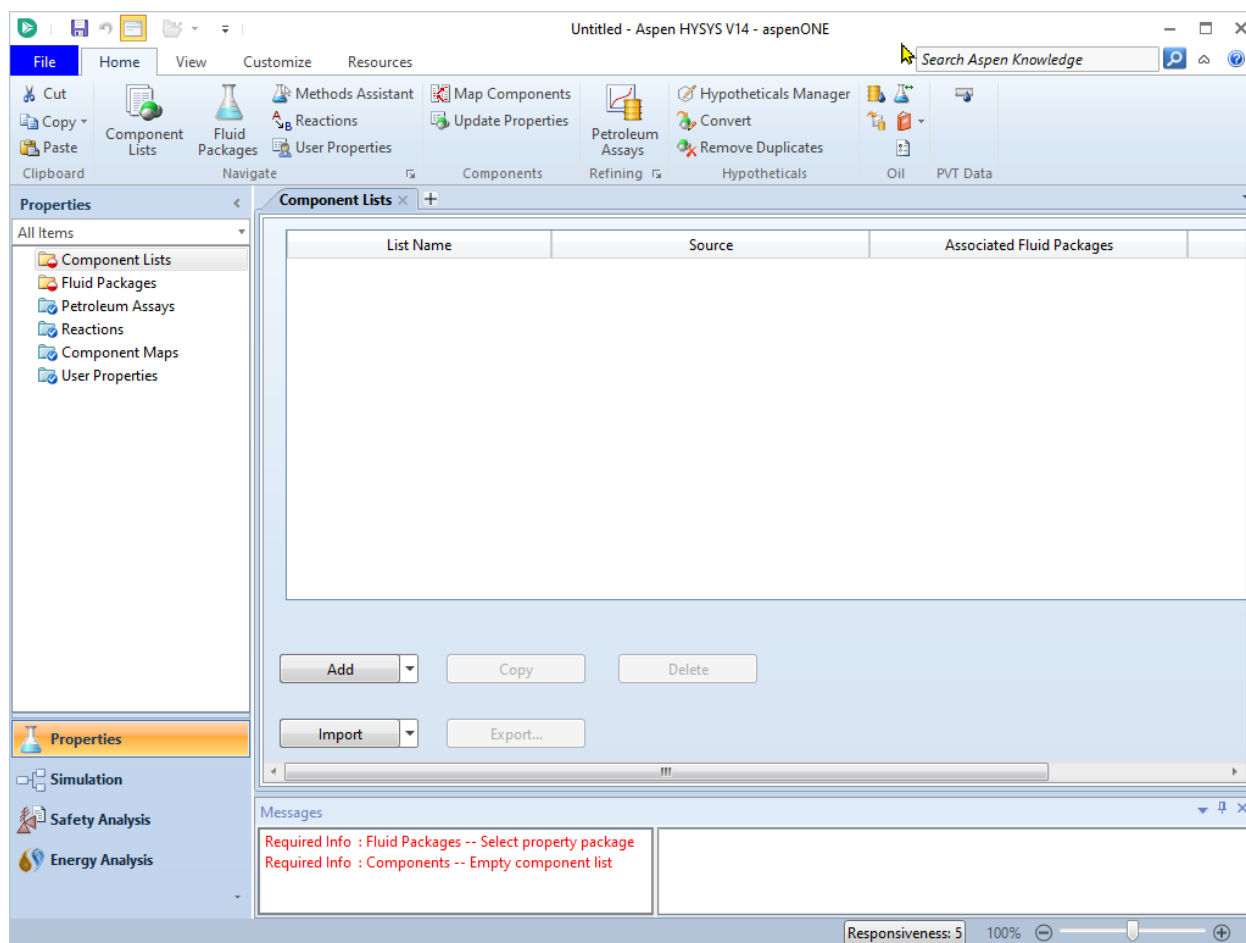 Untitled - Aspen HYSYS V14 - aspenONE
File Home View Customize Resources
Search Aspen Knowledge
Cut
Copy
Paste
Clipboard
Component Lists
Fluid Packages
Methods Assistant
Reactions
User Properties
Navigate
Map Components
Update Properties
Components
Petroleum Assays
Refining
Hypotheticals Manager
Convert
Remove Duplicates
Hypotheticals
Oil
PVT Data
Properties
All Items
Component Lists
Fluid Packages
Petroleum Assays
Reactions
Component Maps
User Properties
Properties
Simulation
Safety Analysis
Energy Analysis
Component Lists
List Name Source Associated Fluid Packages
Add Copy Delete
Import Export...
Messages
Required Info : Fluid Packages -- Select property package
Required Info : Components -- Empty component list
Responsiveness: 5 100%